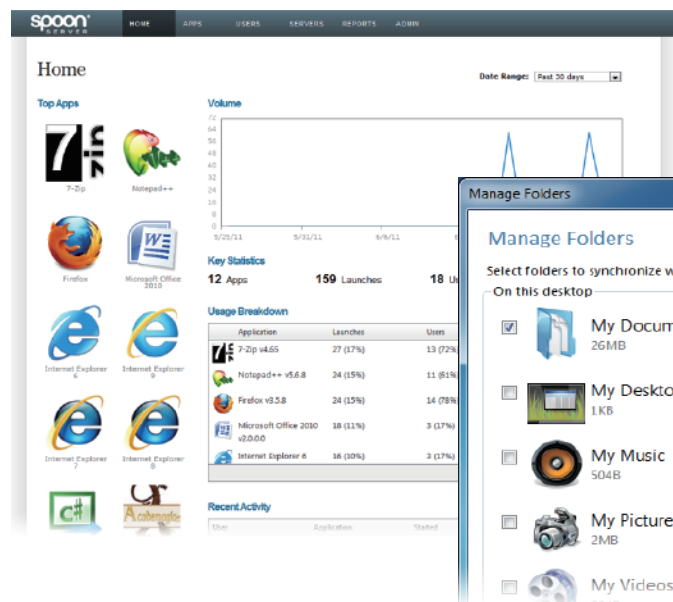 spoon
SERVER
HOME APPS USERS SERVERS REPORTS ADMIN
Home
Date Range: Past 30 days
Top Apps
7-Zip Notepad++
Firefox Microsoft Office
2010
Internet Explorer Internet Explorer
6 9
Internet Explorer Internet Explorer
7 8
C#
Volume
72
64
56
48
40
32
24
16
8
0
5/25/11 5/31/11 6/6/11
Key Statistics
12 Apps 159 Launches 18
Usage Breakdown
Application Launches Users
7-Zip v4.65 27 (17%) 13 (72%)
Notepad++ v5.6.8 24 (15%) 11 (61%)
Firefox v3.5.8 24 (15%) 14 (78%)
Microsoft Office 2010 18 (11%) 3 (17%)
v2.0.0.0
Internet Explorer 6 16 (10%) 3 (17%)
Recent Activity
User Application Started
Manage Folders
Manage Folders
Select folders to synchronize w
On this desktop
My Docum
26MB
My Deskto
1KB
My Music
504B
My Picture
2MB
My Videos